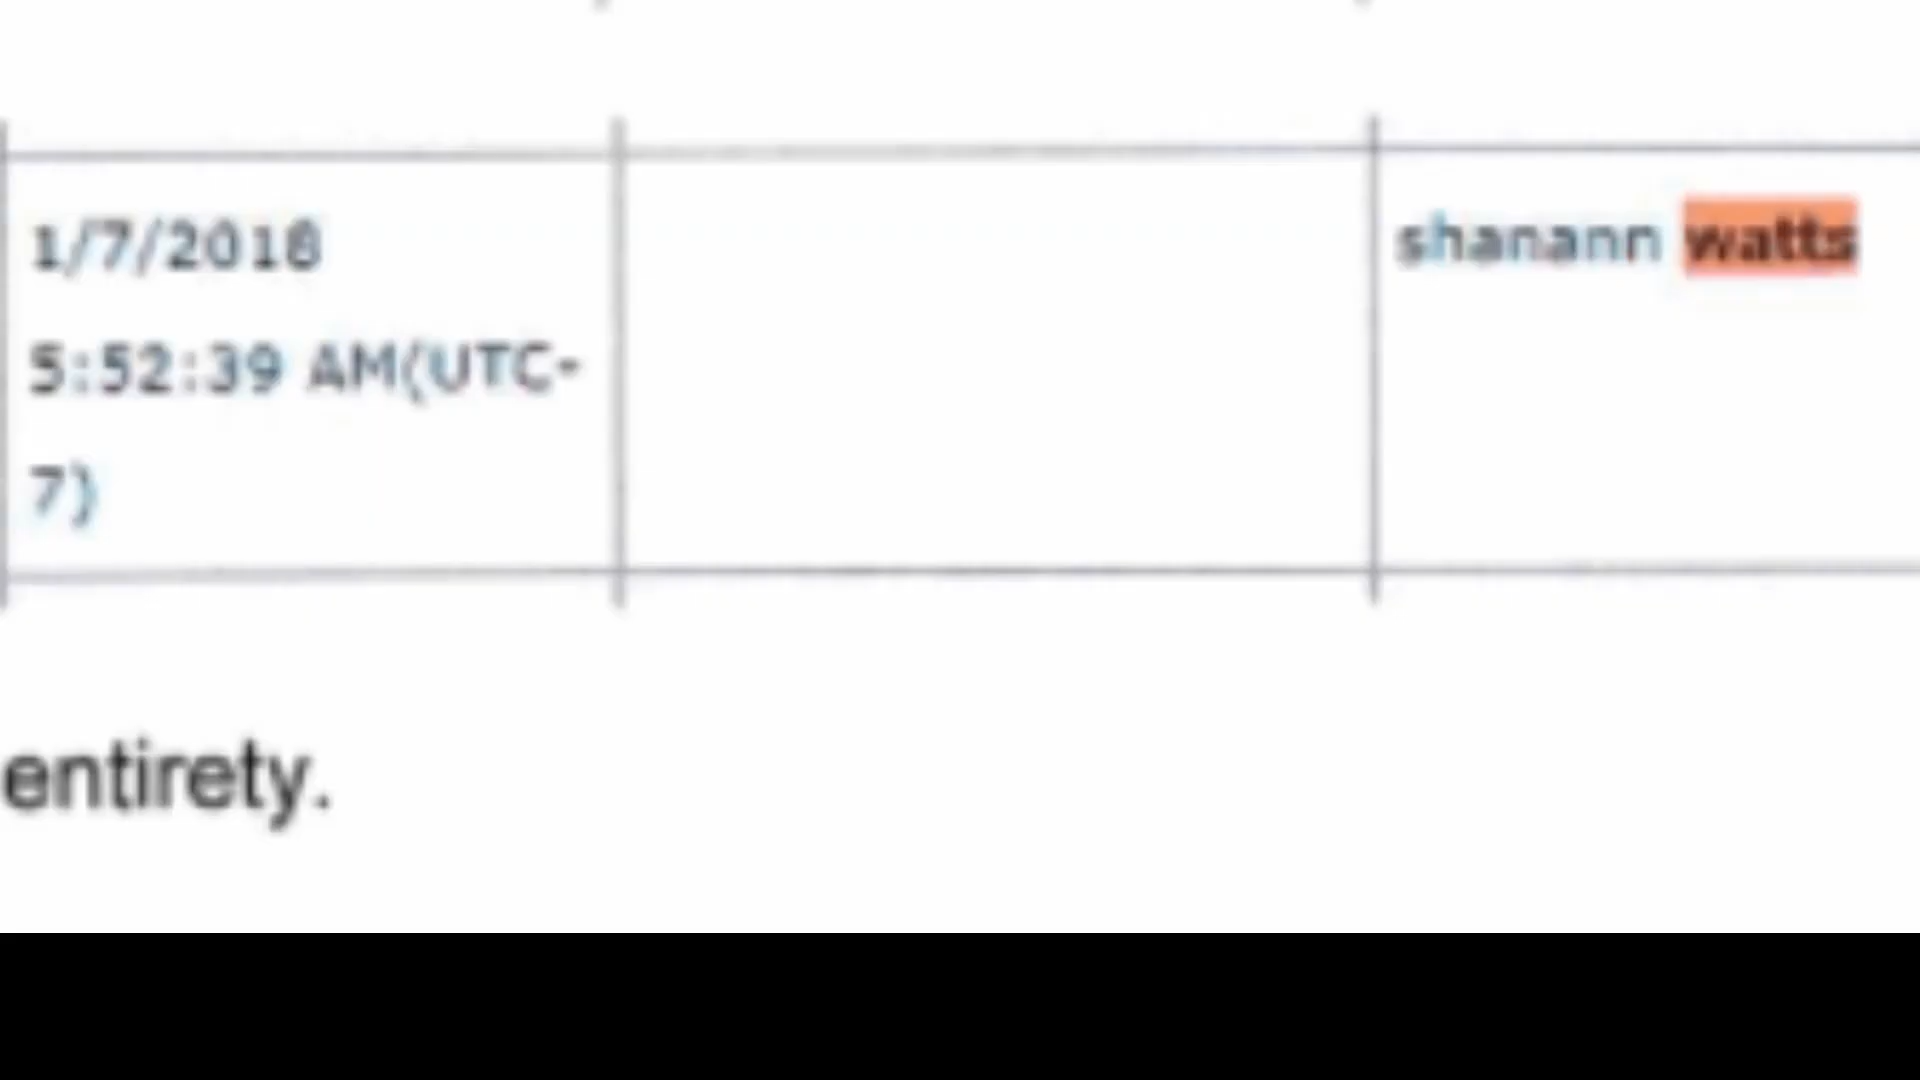 1/7/2018
5:52:39 AM(UTC-
7)
shanann watts
entirety.